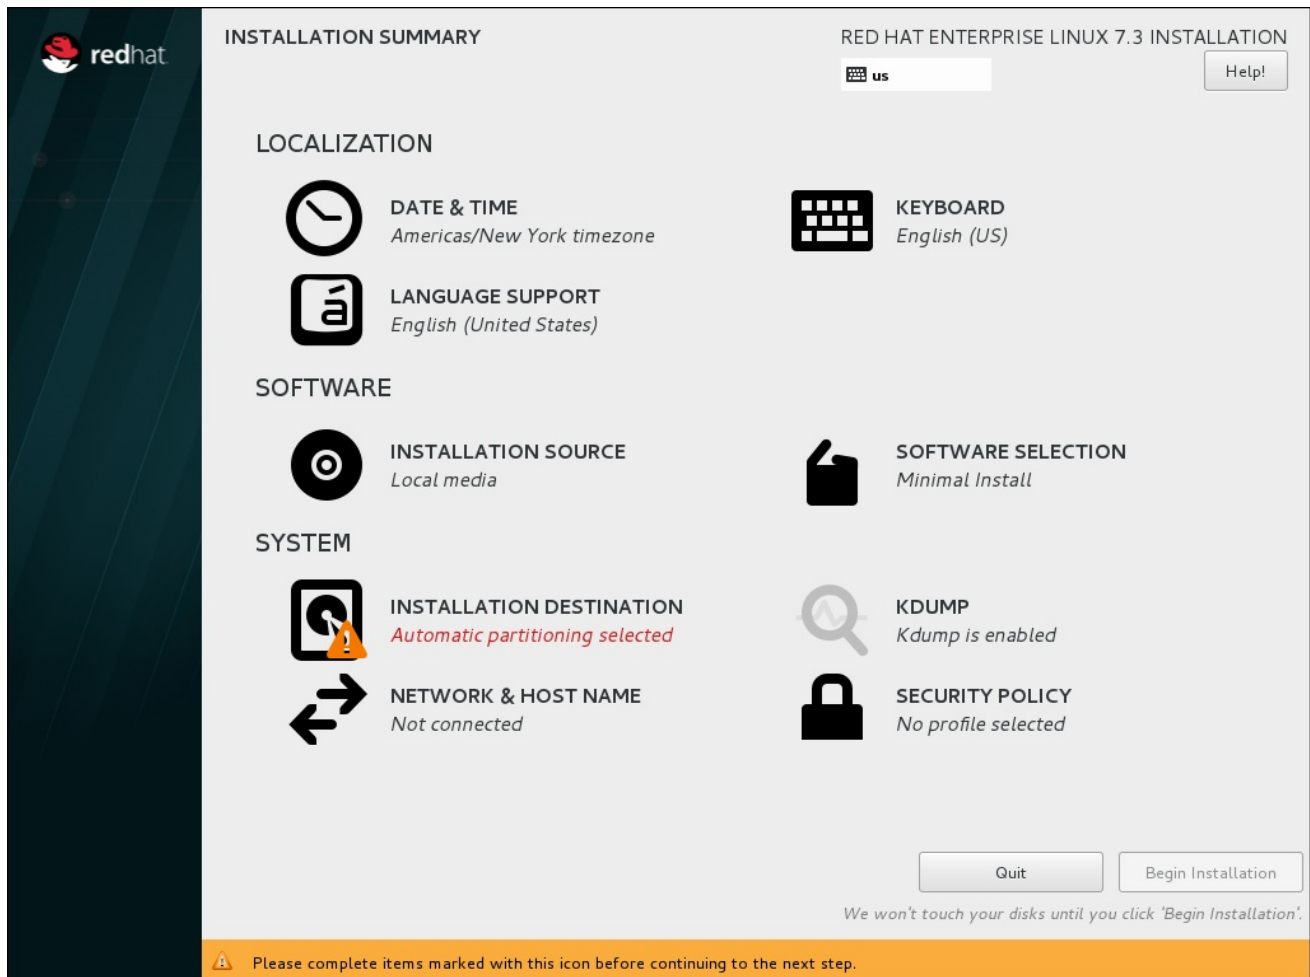 redhat
INSTALLATION SUMMARY
RED HAT ENTERPRISE LINUX 7.3 INSTALLATION
us
Help!
LOCALIZATION
DATE & TIME
Americas/New York timezone
KEYBOARD
English (US)
á
LANGUAGE SUPPORT
English (United States)
SOFTWARE
INSTALLATION SOURCE
Local media
SOFTWARE SELECTION
Minimal Install
SYSTEM
INSTALLATION DESTINATION
Automatic partitioning selected
KDUMP
Kdump is enabled
NETWORK & HOST NAME
Not connected
SECURITY POLICY
No profile selected
Quit
Begin Installation
We won't touch your disks until you click 'Begin Installation'.
Please complete items marked with this icon before continuing to the next step.